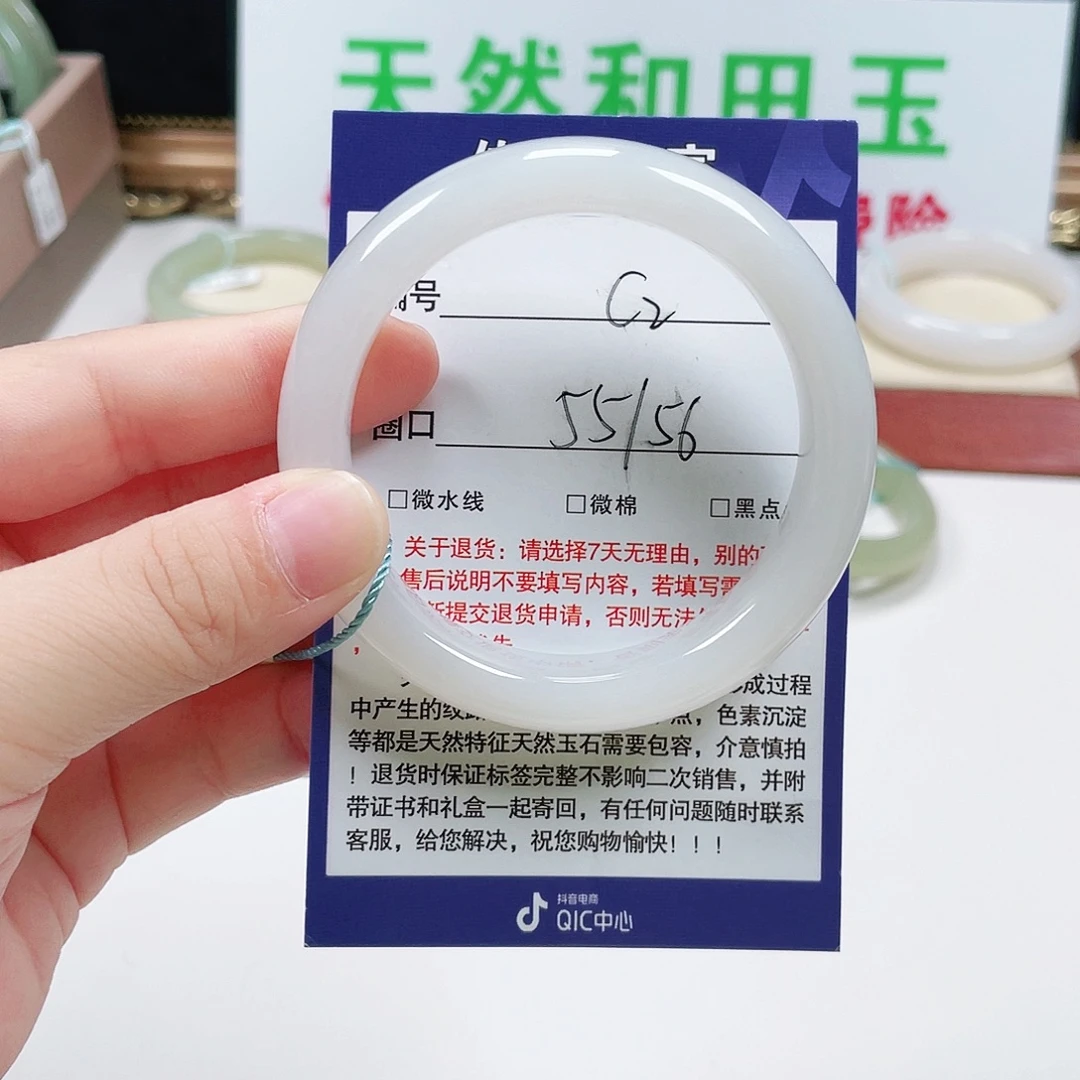 天然和田玉
险
号 C2
圈口 55/56
□微水线 □微棉 □黑点
关于退货：请选择7天无理由，别的
售后说明不要填写内容，若填写需
提交退货申请，否则无法
，
形成过程
中产生的纹 点，色素沉淀
等都是天然特征天然玉石需要包容，介意慎拍
！退货时保证标签完整不影响二次销售，并附
带证书和礼盒一起寄回，有任何问题随时联系
客服，给您解决，祝您购物愉快！！！
抖音电商
QIC中心